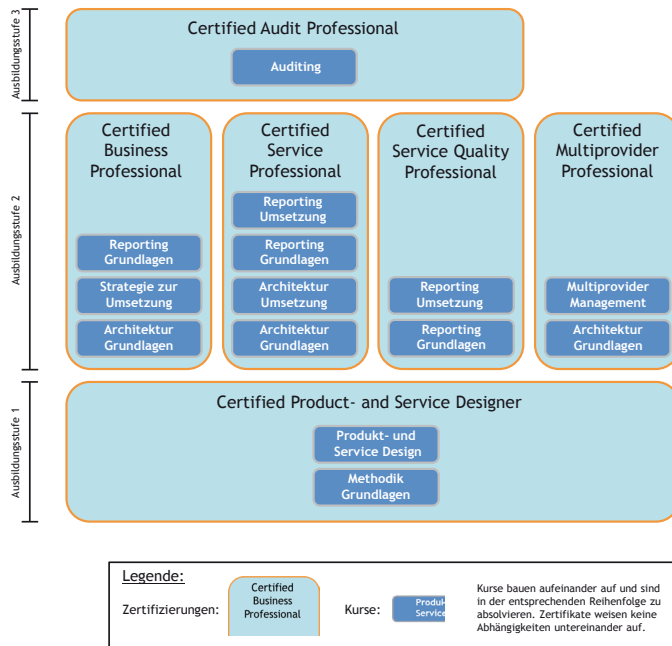 Ausbildungsstufe 3
Certified Audit Professional
Auditing
Ausbildungsstufe 2
Certified
Business
Professional
Reporting
Grundlagen
Strategie zur
Umsetzung
Architektur
Grundlagen
Certified
Service
Professional
Reporting
Umsetzung
Reporting
Grundlagen
Architektur
Umsetzung
Architektur
Grundlagen
Certified
Service Quality
Professional
Reporting
Umsetzung
Reporting
Grundlagen
Certified
Multiprovider
Professional
Multiprovider
Management
Architektur
Grundlagen
Ausbildungsstufe 1
Certified Product- and Service Designer
Produkt- und
Service Design
Methodik
Grundlagen
Legende:
Zertifizierungen:
Certified
Business
Professional
Kurse:
Produk
Service
Kurse bauen aufeinander auf und sind
in der entsprechenden Reihenfolge zu
absolvieren. Zertifikate weisen keine
Abhängigkeiten untereinander auf.